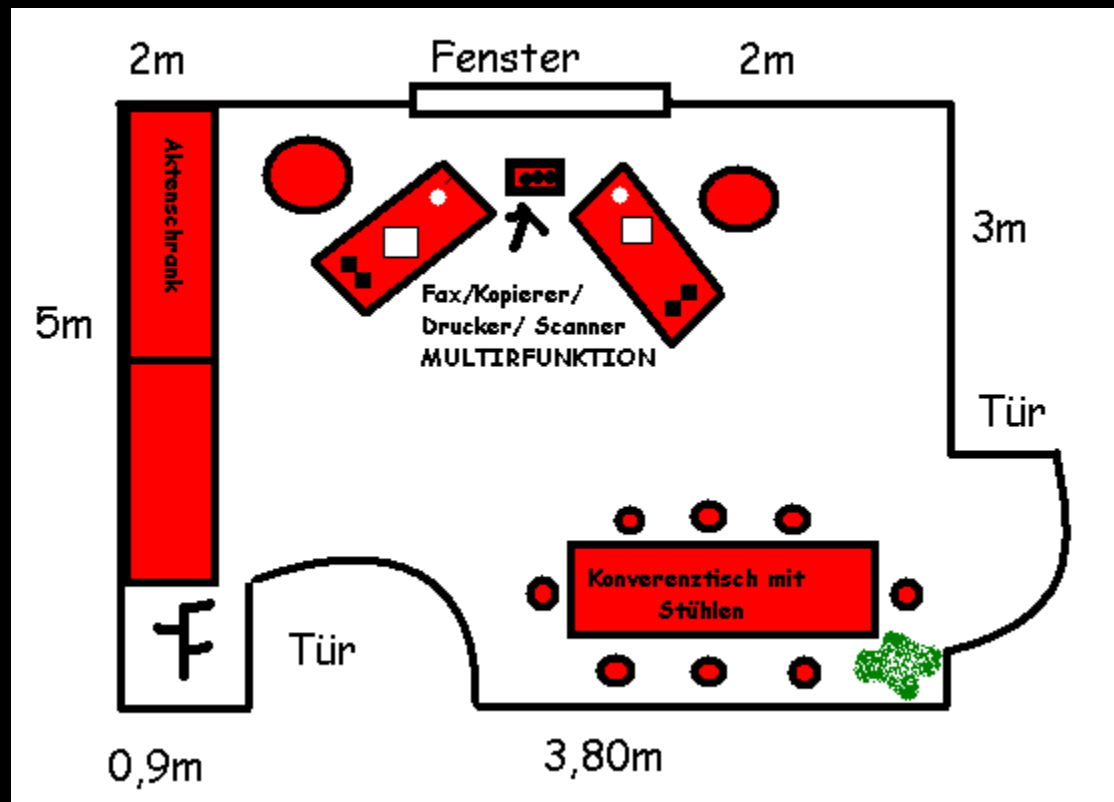 2m
Fenster
2m
Aktenschrank
3m
Fax/Kopierer/
Drucker/ Scanner
MULTIRFUNKTION
5m
Tür
Konverenztisch mit
Stühlen
Tür
0,9m
3,80m